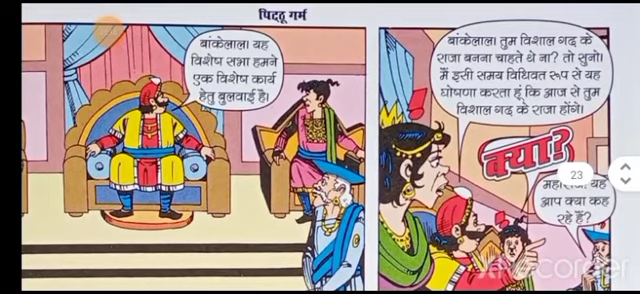 पिद्ठू गर्म
बांकेलाल। यह
विशेष सभा हमने
एक विशेष कार्य
हेतु बुलवाई है।
बांकेलाल। तुम विशाल गढ़ के
राजा बनना चाहते थे ना? तो सुनो।
मैं इसी समय विधिवत रूप से यह
घोषणा करता हूं कि आज से तुम
विशाल गढ़ के राजा होंगे।
क्या?
23
यह
आप क्या कह
रहे हैं?